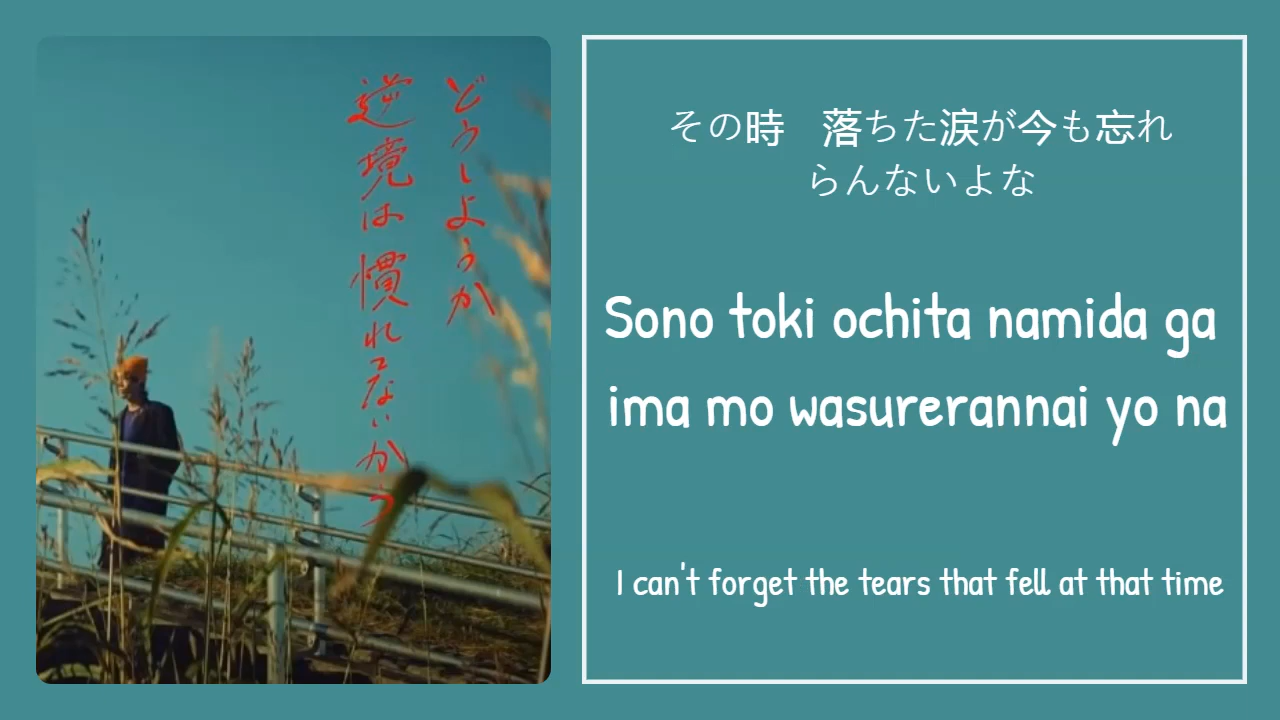 どうしようか
逆境は慣れてないかつ
その時　落ちた涙が今も忘れ
らんないよな
Sono toki ochita namida ga
ima mo wasurerannai yo na
I can't forget the tears that fell at that time